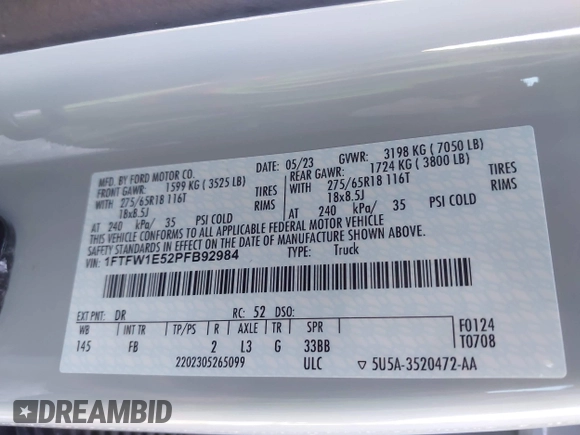 MFD. BY FORD MOTOR CO.
DATE: 05/23 GVWR: 3198 KG ( 7050 LB)
FRONT GAWR: 1599 KG ( 3525 LB) REAR GAWR: 1724 KG ( 3800 LB)
WITH 275/65R18 116T TIRES WITH 275/65R18 116T TIRES
18x8.5J RIMS 18x8.5J RIMS
AT 240 kPa/ 35 PSI COLD AT 240 kPa/ 35 PSI COLD
THIS VEHICLE CONFORMS TO ALL APPLICABLE FEDERAL MOTOR VEHICLE
SAFETY STANDARDS IN EFFECT ON THE DATE OF MANUFACTURE SHOWN ABOVE.
VIN: 1FTFW1E52PFB92984 TYPE: Truck
EXT PNT: DR RC: 52 DSO:
WB INT TR TP/PS R AXLE TR SPR F0124
145 FB 2 L3 G 33BB T0708
2202305265099 ULC ▽ 5U5A-3520472-AA
DREAMBID